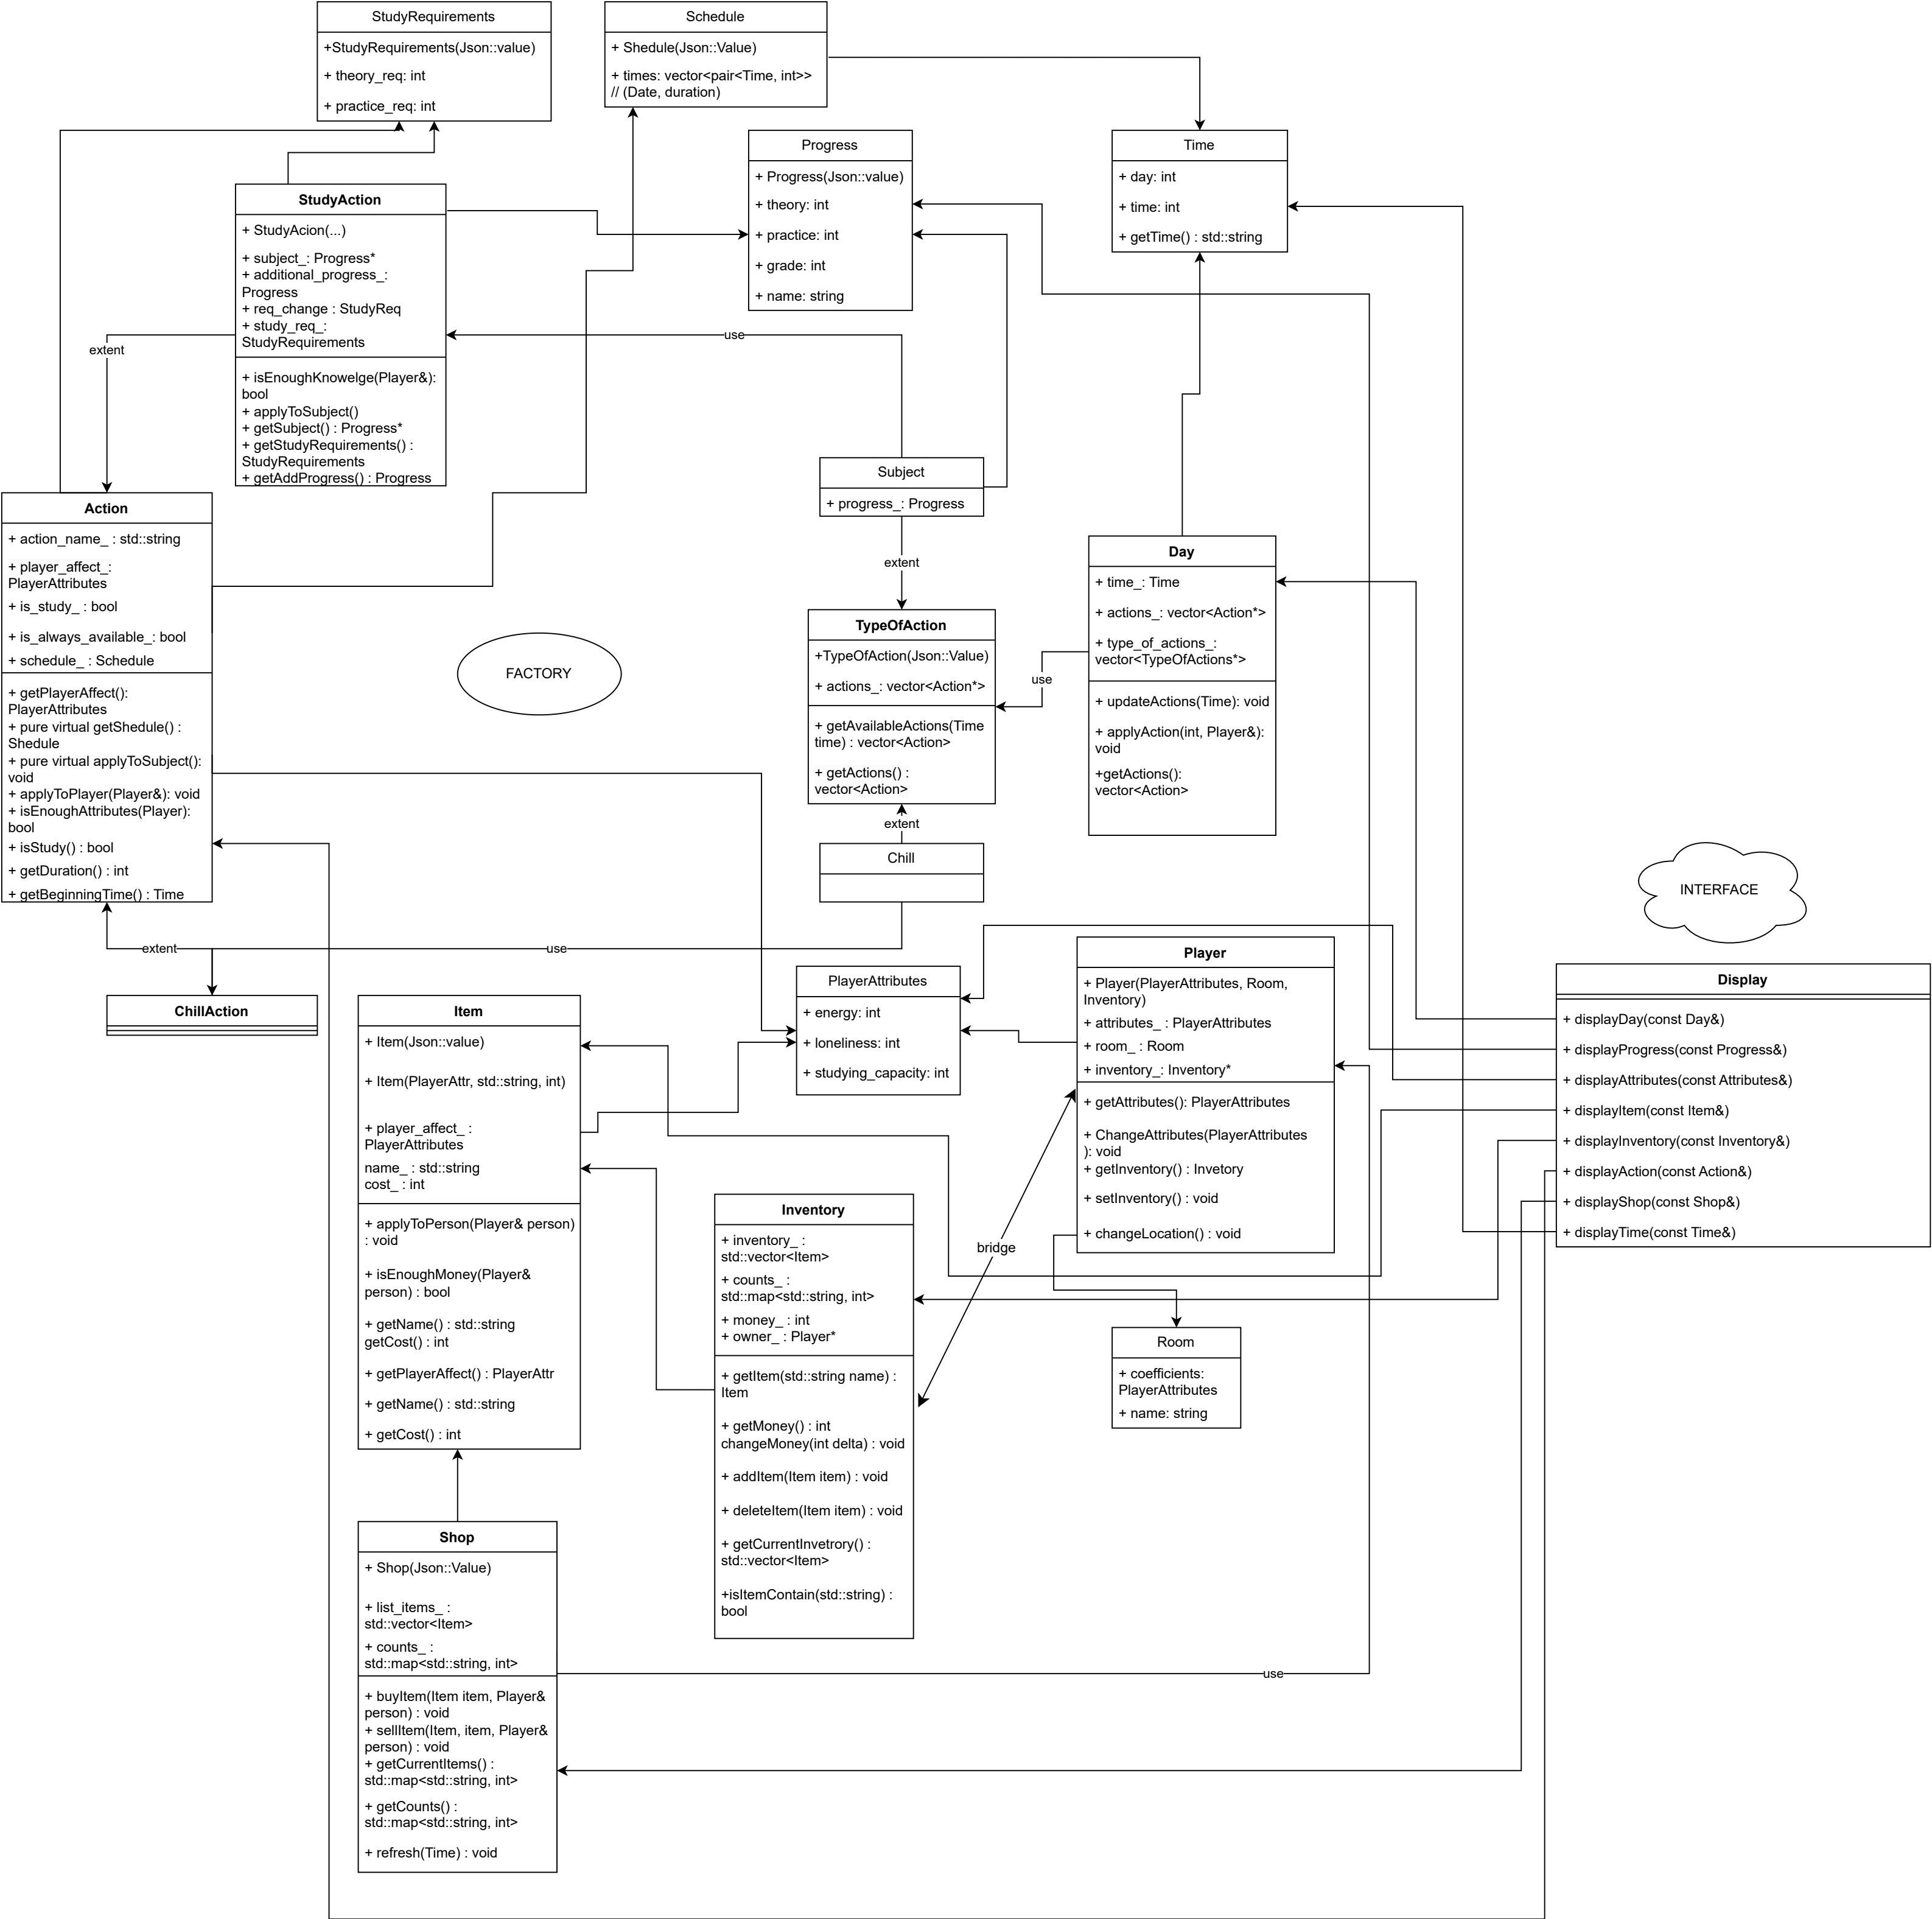 StudyRequirements
+StudyRequirements(Json::value)
+ theory_req: int
+ practice_req: int
Schedule
+ Shedule(Json::Value)
+ times: vector<pair<Time, int>>
// (Date, duration)
Progress
+ Progress(Json::value)
+ theory: int
+ practice: int
+ grade: int
+ name: string
Time
+ day: int
+ time: int
+ getTime() : std::string
StudyAction
+ StudyAcion(...)
+ subject_: Progress*
+ additional_progress_:
Progress
+ req_change : StudyReq
+ study_req_:
StudyRequirements
+ isEnoughKnowelge(Player&):
bool
+ applyToSubject()
+ getSubject() : Progress*
+ getStudyRequirements() :
StudyRequirements
+ getAddProgress() : Progress
extent
use
Subject
+ progress_: Progress
extent
Action
+ action_name_ : std::string
+ player_affect_:
PlayerAttributes
+ is_study_ : bool
+ is_always_available_: bool
+ schedule_ : Schedule
+ getPlayerAffect():
PlayerAttributes
+ pure virtual getShedule() :
Shedule
+ pure virtual applyToSubject():
void
+ applyToPlayer(Player&): void
+ isEnoughAttributes(Player):
bool
+ isStudy() : bool
+ getDuration() : int
+ getBeginningTime() : Time
FACTORY
TypeOfAction
+TypeOfAction(Json::Value)
+ actions_: vector<Action*>
+ getAvailableActions(Time
time) : vector<Action>
+ getActions() :
vector<Action>
use
Day
+ time_: Time
+ actions_: vector<Action*>
+ type_of_actions_:
vector<TypeOfActions*>
+ updateActions(Time): void
+ applyAction(int, Player&):
void
+getActions():
vector<Action>
extent
Chill
INTERFACE
extent
use
ChillAction
Item
+ Item(Json::value)
+ Item(PlayerAttr, std::string, int)
+ player_affect_ :
PlayerAttributes
name_ : std::string
cost_ : int
+ applyToPerson(Player& person)
: void
+ isEnoughMoney(Player&
person) : bool
+ getName() : std::string
getCost() : int
+ getPlayerAffect() : PlayerAttr
+ getName() : std::string
+ getCost() : int
PlayerAttributes
+ energy: int
+ loneliness: int
+ studying_capacity: int
Player
+ Player(PlayerAttributes, Room,
Inventory)
+ attributes_ : PlayerAttributes
+ room_ : Room
+ inventory_: Inventory*
+ getAttributes(): PlayerAttributes
+ ChangeAttributes(PlayerAttributes
): void
+ getInventory() : Invetory
+ setInventory() : void
+ changeLocation() : void
Display
+ displayDay(const Day&)
+ displayProgress(const Progress&)
+ displayAttributes(const Attributes&)
+ displayItem(const Item&)
+ displayInventory(const Inventory&)
+ displayAction(const Action&)
+ displayShop(const Shop&)
+ displayTime(const Time&)
bridge
Inventory
+ inventory_ :
std::vector<Item>
+ counts_ :
std::map<std::string, int>
+ money_ : int
+ owner_ : Player*
+ getItem(std::string name) :
Item
+ getMoney() : int
changeMoney(int delta) : void
+ addItem(Item item) : void
+ deleteItem(Item item) : void
+ getCurrentInvetrory() :
std::vector<Item>
+isItemContain(std::string) :
bool
Room
+ coefficients:
PlayerAttributes
+ name: string
Shop
+ Shop(Json::Value)
+ list_items_ :
std::vector<Item>
+ counts_ :
std::map<std::string, int>
+ buyItem(Item item, Player&
person) : void
+ sellItem(Item, item, Player&
person) : void
+ getCurrentItems() :
std::map<std::string, int>
+ getCounts() :
std::map<std::string, int>
+ refresh(Time) : void
use